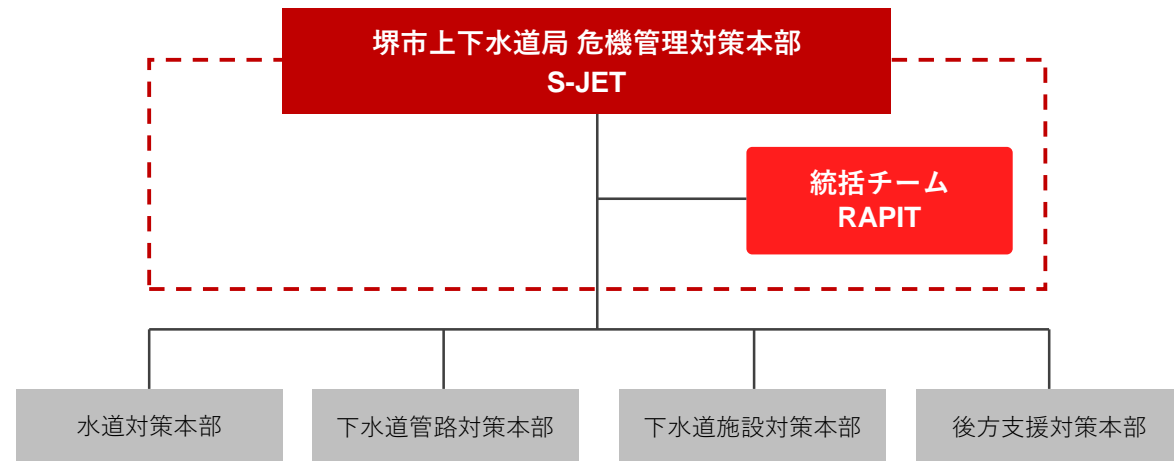 堺市上下水道局 危機管理対策本部
S-JET
統括チーム
RAPIT
水道対策本部
下水道管路対策本部
下水道施設対策本部
後方支援対策本部